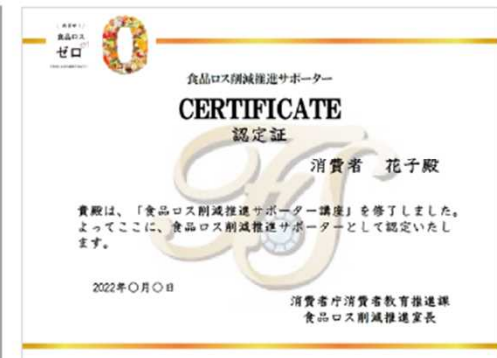 食品ロス
ゼロ
食品ロス削減推進サポーター
CERTIFICATE
認定証
消費者 花子殿
貴殿は、「食品ロス削減推進サポーター講座」を修了しました。
よってここに、食品ロス削減推進サポーターとして認定いたし
ます。
2022年〇月〇日
消費者庁消費者教育推進課
食品ロス削減推進室長